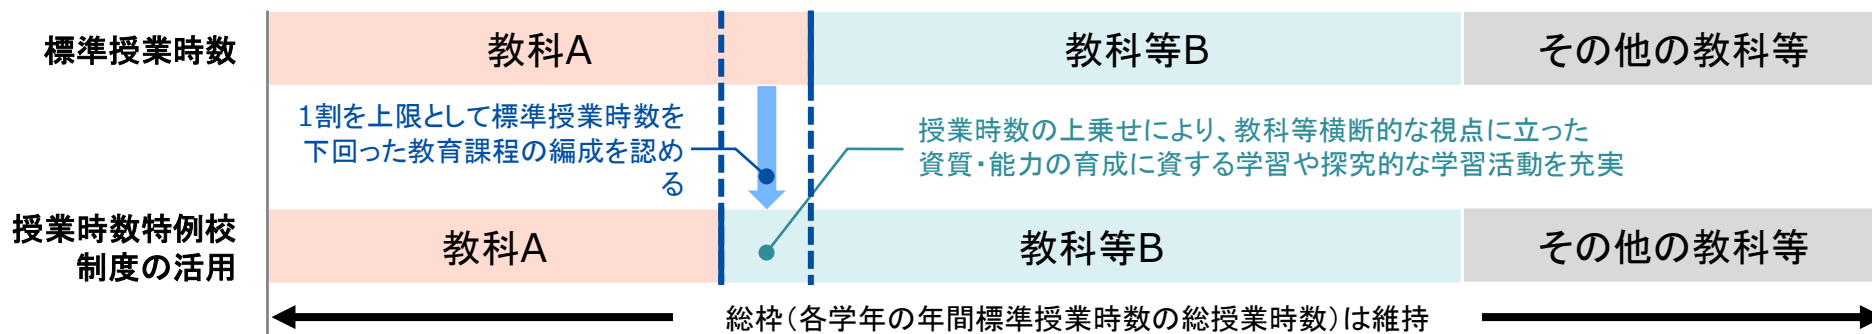 標準授業時数
教科A
教科等B
その他の教科等
1割を上限として標準授業時数を
下回った教育課程の編成を認め
る
授業時数の上乗せにより、教科等横断的な視点に立った
資質・能力の育成に資する学習や探究的な学習活動を充実
授業時数特例校
制度の活用
教科A
教科等B
その他の教科等
総枠（各学年の年間標準授業時数の総授業時数）は維持